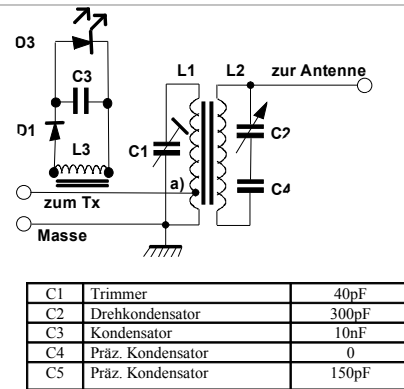 D3
C3
L1 L2 zur Antenne
D1
L3
C1
C2
a)
C4
zum Tx
Masse
C1 Trimmer 40pF
C2 Drehkondensator 300pF
C3 Kondensator 10nF
C4 Präz. Kondensator 0
C5 Präz. Kondensator 150pF